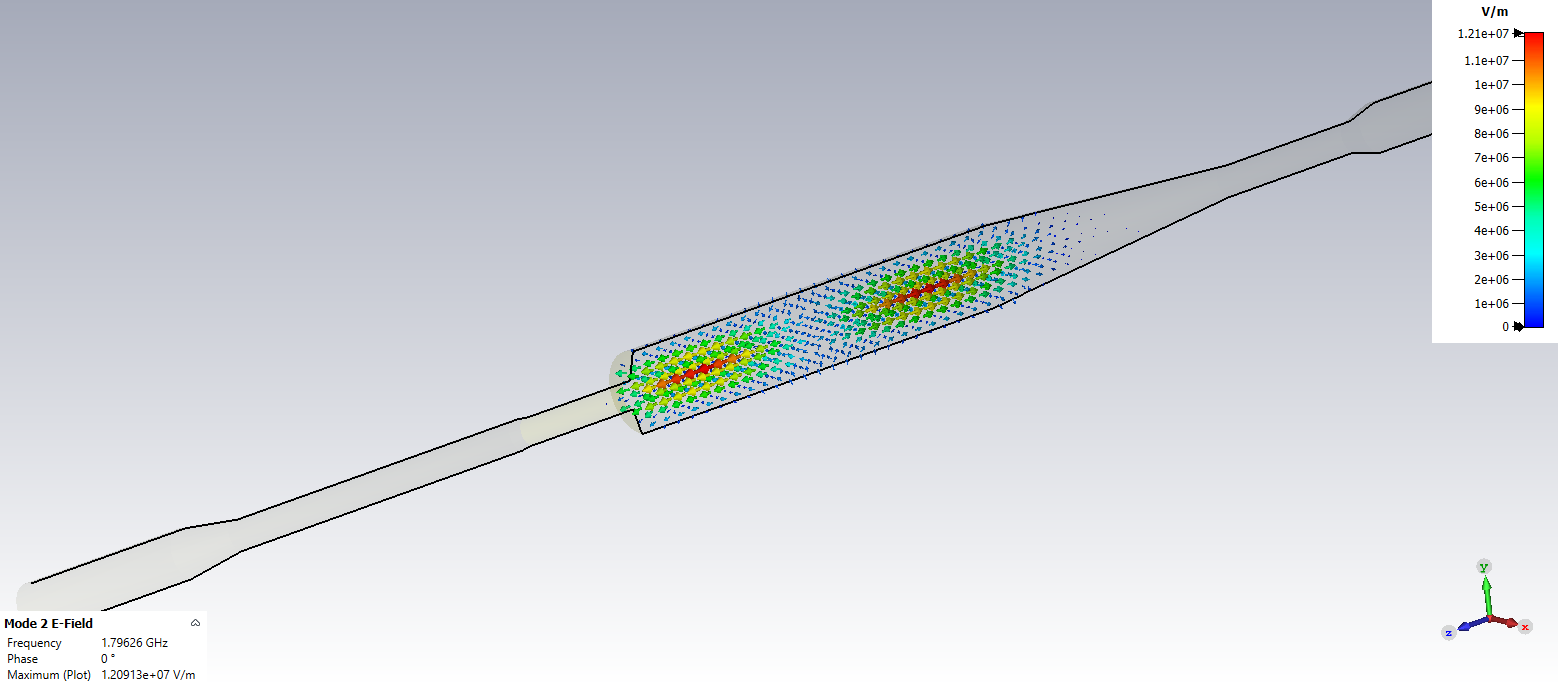 V/m
1.21e+07
1.1e+07
1e+07
9e+06
8e+06
7e+06
6e+06
5e+06
4e+06
3e+06
2e+06
1e+06
0
y
z
x
Mode 2 E-Field
Frequency 1.79626 GHz
Phase 0 °
Maximum (Plot) 1.20913e+07 V/m